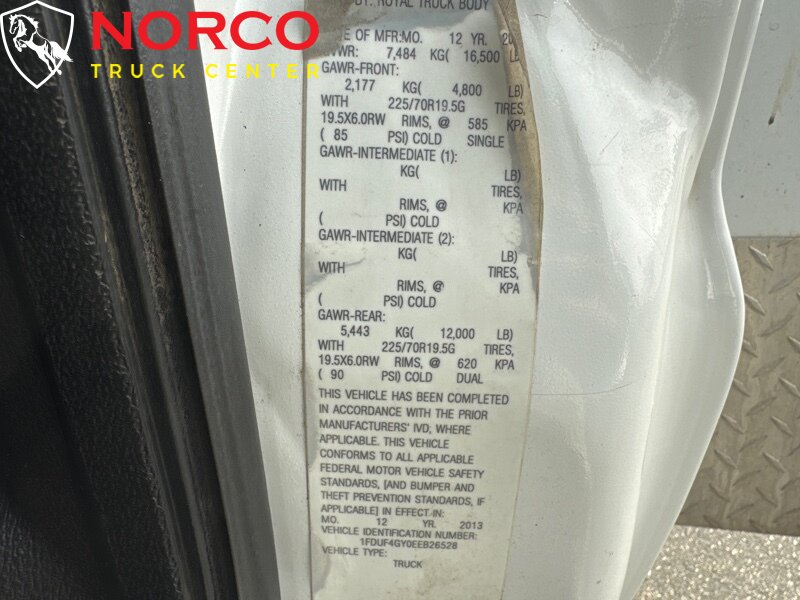 NORCO
TRUCK CENTER
BY: ROYAL TRUCK BODY
OF MFR:MO. 12 YR.
7,484 KG( 16,500 LB
GAWR-FRONT:
2,177 KG( 4,800 LB)
WITH 225/70R19.5G TIRES,
19.5X6.0RW RIMS, @ 585 KPA
( 85 PSI) COLD SINGLE
GAWR-INTERMEDIATE (1):
KG( LB)
WITH TIRES,
RIMS, @ KPA
( PSI) COLD
GAWR-INTERMEDIATE (2):
KG( LB)
WITH TIRES,
RIMS, @ KPA
( PSI) COLD
GAWR-REAR:
5,443 KG( 12,000 LB)
WITH 225/70R19.5G TIRES,
19.5X6.0RW RIMS, @ 620 KPA
( 90 PSI) COLD DUAL
THIS VEHICLE HAS BEEN COMPLETED
IN ACCORDANCE WITH THE PRIOR
MANUFACTURERS' IVD, WHERE
APPLICABLE. THIS VEHICLE
CONFORMS TO ALL APPLICABLE
FEDERAL MOTOR VEHICLE SAFETY
STANDARDS, [AND BUMPER AND
THEFT PREVENTION STANDARDS, IF
APPLICABLE] IN EFFECT IN:
MO. 12 YR. 2013
VEHICLE IDENTIFICATION NUMBER:
1FDUF4GY0EEB26528
VEHICLE TYPE:
TRUCK